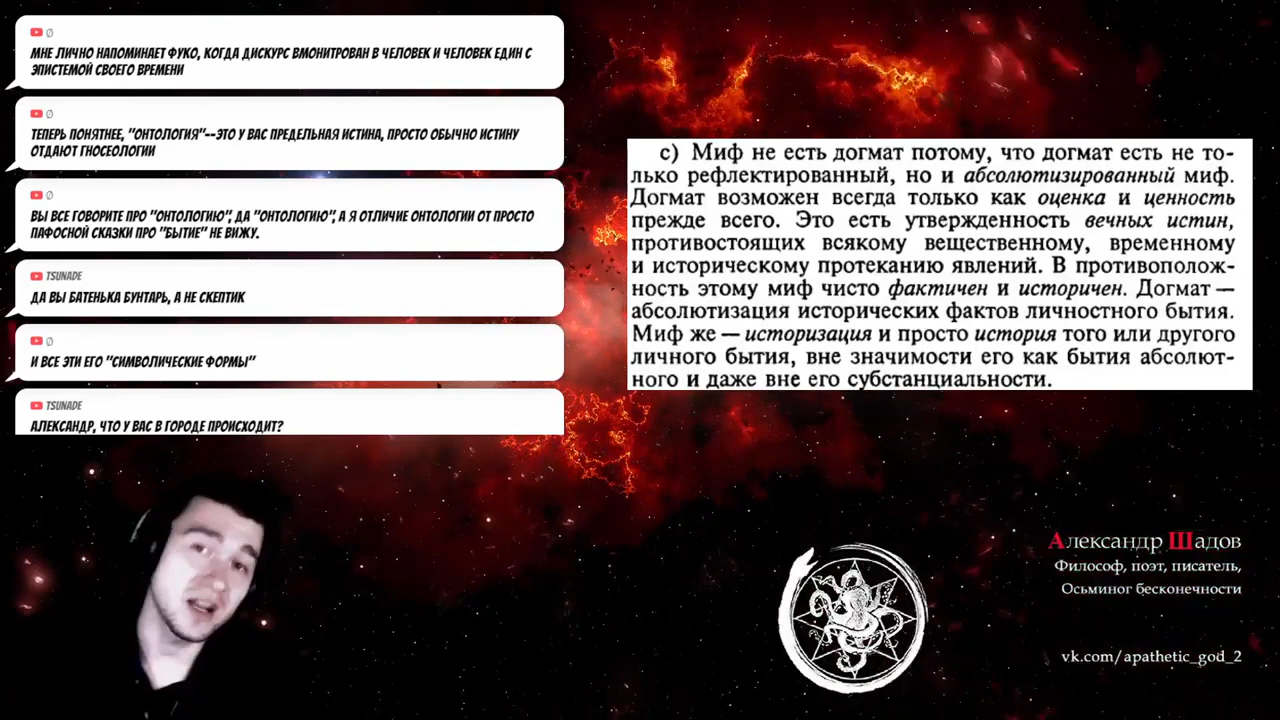 Ø
МНЕ ЛИЧНО НАПОМИНАЕТ ФУКО, КОГДА ДИСКУРС ВМОНИТРОВАН В ЧЕЛОВЕК И ЧЕЛОВЕК ЕДИН С
ЭПИСТЕМОЙ СВОЕГО ВРЕМЕНИ
Ø
ТЕПЕРЬ ПОНЯТНЕЕ, "ОНТОЛОГИЯ"--ЭТО У ВАС ПРЕДЕЛЬНАЯ ИСТИНА, ПРОСТО ОБЫЧНО ИСТИНУ
ОТДАЮТ ГНОСЕОЛОГИИ
Ø
ВЫ ВСЕ ГОВОРИТЕ ПРО "ОНТОЛОГИЮ", ДА "ОНТОЛОГИЮ", А Я ОТЛИЧИЕ ОНТОЛОГИИ ОТ ПРОСТО
ПАФОСНОЙ СКАЗКИ ПРО "БЫТИЕ" НЕ ВИЖУ.
TSUNADE
ДА ВЫ БАТЕНЬКА БУНТАРЬ, А НЕ СКЕПТИК
Ø
И ВСЕ ЭТИ ЕГО "СИМВОЛИЧЕСКИЕ ФОРМЫ"
TSUNADE
АЛЕКСАНДР, ЧТО У ВАС В ГОРОДЕ ПРОИСХОДИТ?
с) Миф не есть догмат потому, что догмат есть не то-
лько рефлектированный, но и абсолютизированный миф.
Догмат возможен всегда только как оценка и ценность
прежде всего. Это есть утвержденность вечных истин,
противостоящих всякому вещественному, временному
и историческому протеканию явлений. В противополож-
ность этому миф чисто фактичен и историчен. Догмат —
абсолютизация исторических фактов личностного бытия.
Миф же — историзация и просто история того или другого
личного бытия, вне значимости его как бытия абсолют-
ного и даже вне его субстанциальности.
Александр Шадов
Философ, поэт, писатель,
Осьминог бесконечности
vk.com/apathetic_god_2